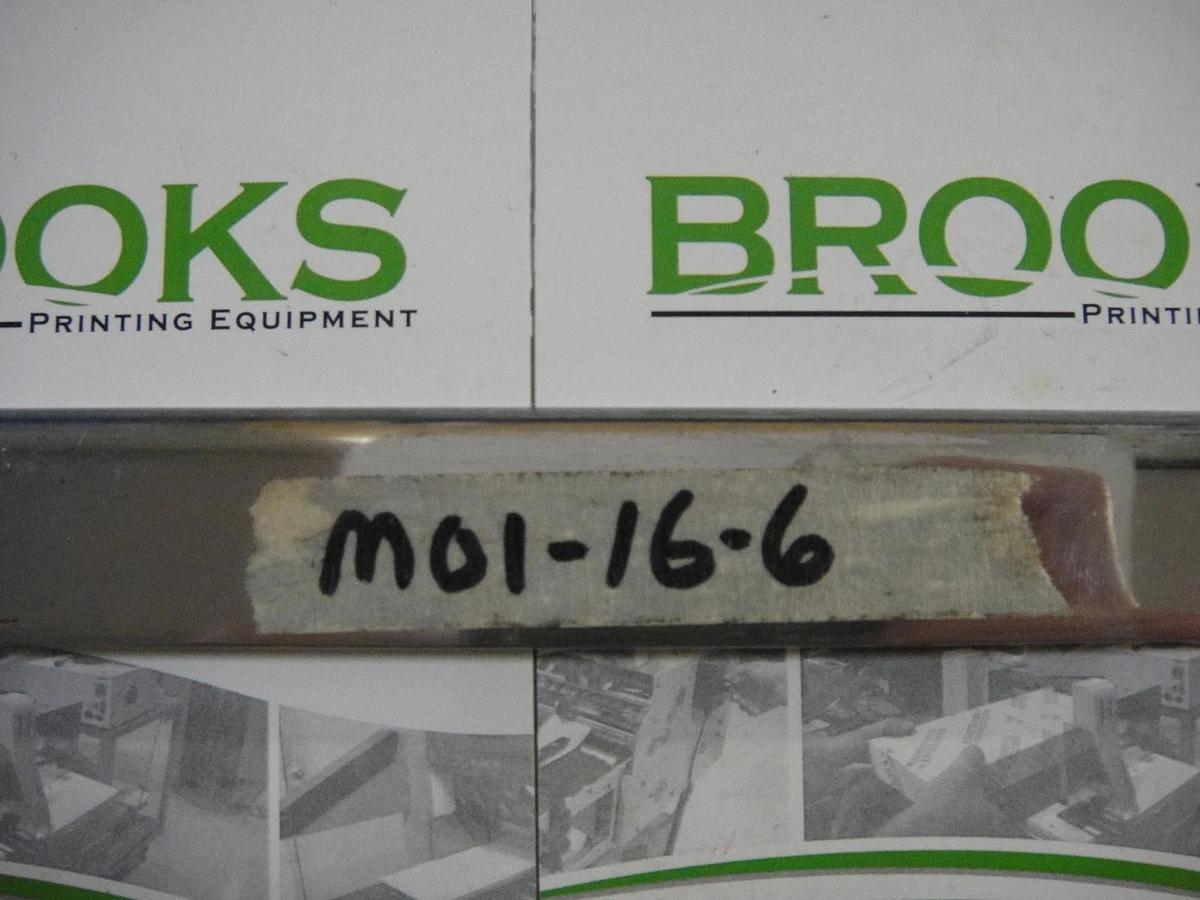 OOKS
PRINTING EQUIPMENT
BROO
PRINTI
M01-16-6